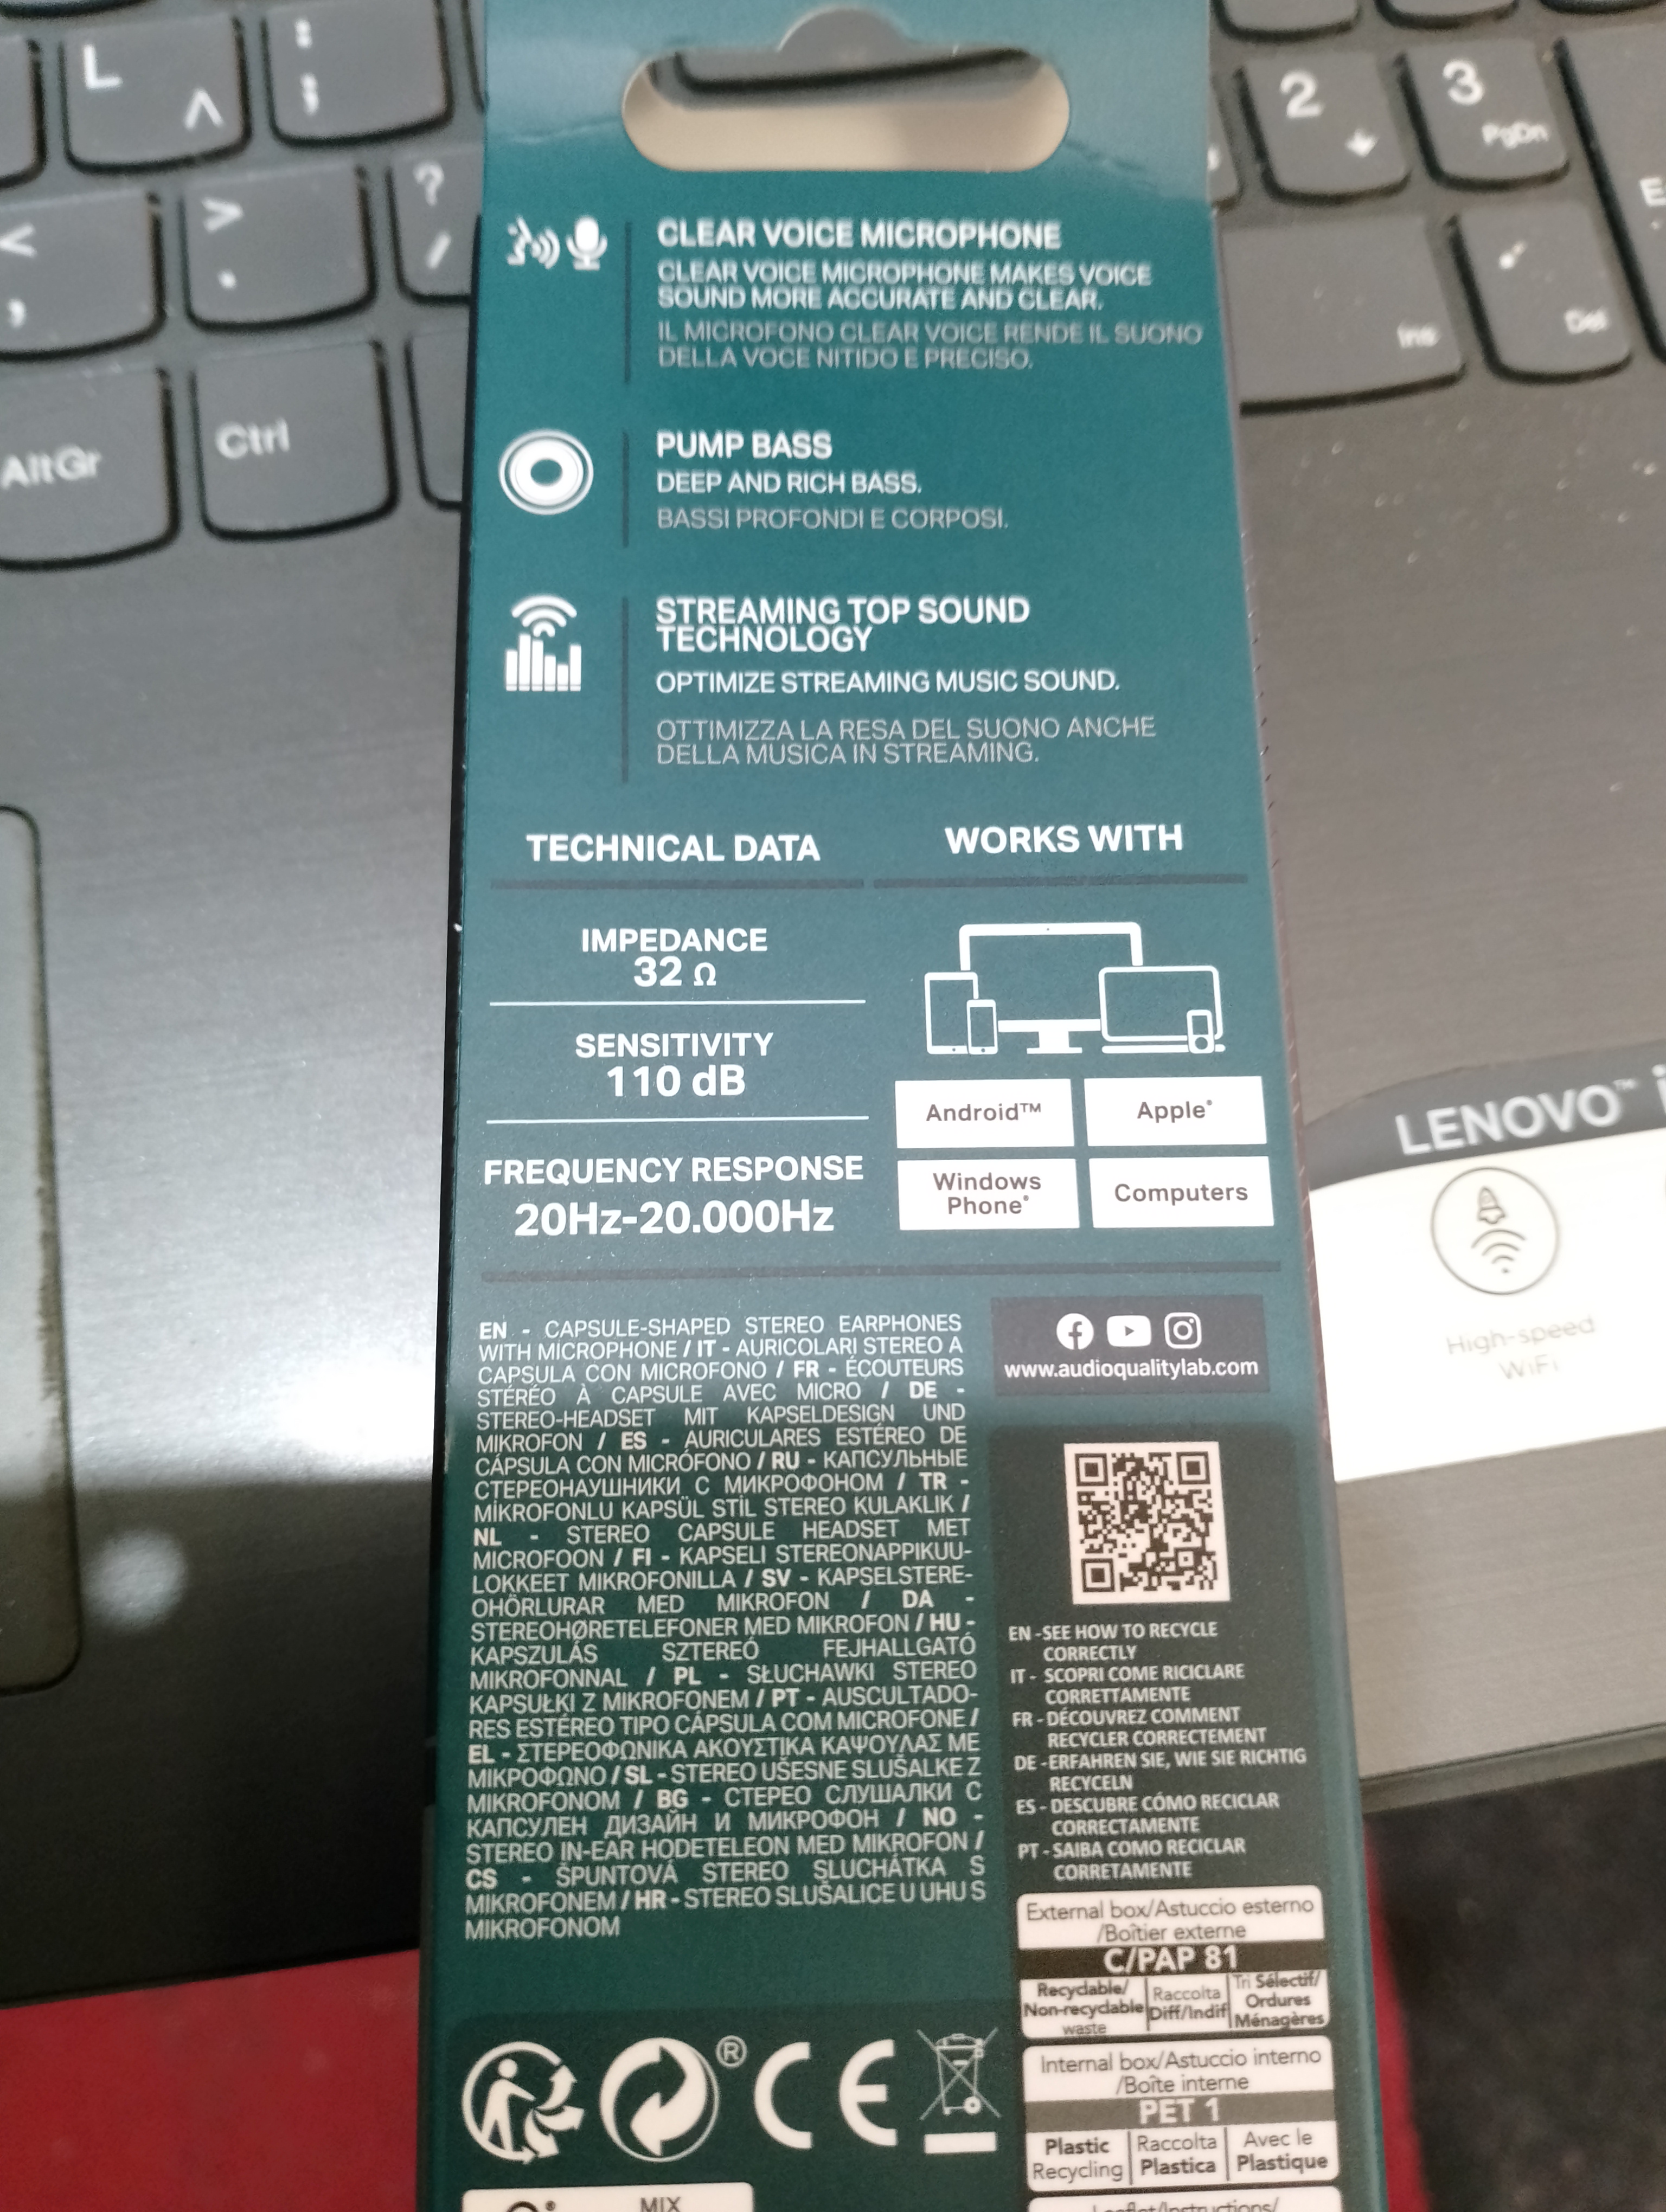 L
:
;
2
3
PgDn
<
,
>
.
?
/
Ins
Del
AltGr
Ctrl
CLEAR VOICE MICROPHONE
CLEAR VOICE MICROPHONE MAKES VOICE
SOUND MORE ACCURATE AND CLEAR.
IL MICROFONO CLEAR VOICE RENDE IL SUONO
DELLA VOCE NITIDO E PRECISO.
PUMP BASS
DEEP AND RICH BASS.
BASSI PROFONDI E CORPOSI.
STREAMING TOP SOUND
TECHNOLOGY
OPTIMIZE STREAMING MUSIC SOUND.
OTTIMIZZA LA RESA DEL SUONO ANCHE
DELLA MUSICA IN STREAMING.
TECHNICAL DATA
IMPEDANCE
32 Ω
SENSITIVITY
110 dB
FREQUENCY RESPONSE
20Hz-20.000Hz
WORKS WITH
Android™
Apple®
Windows
Phone®
Computers
LENOVO™
High-speed
WiFi
EN - CAPSULE-SHAPED STEREO EARPHONES
WITH MICROPHONE / IT - AURICOLARI STEREO A
CAPSULA CON MICROFONO / FR - ÉCOUTEURS
STÉRÉO À CAPSULE AVEC MICRO / DE -
STEREO-HEADSET MIT KAPSELDESIGN UND
MIKROFON / ES - AURICULARES ESTÉREO DE
CÁPSULA CON MICRÓFONO / RU - КАПСУЛЬНЫЕ
СТЕРЕОНАУШНИКИ С МИКРОФОНОМ / TR -
MİKROFONLU KAPSÜL STİL STEREO KULAKLIK /
NL - STEREO CAPSULE HEADSET MET
MICROFOON / FI - KAPSELI STEREONAPPIKUU-
LOKKEET MIKROFONILLA / SV - KAPSELSTERE-
OHÖRLURAR MED MIKROFON / DA -
STEREOHØRETELEFONER MED MIKROFON / HU -
KAPSZULÁS SZTEREÓ FEJHALLGATÓ
MIKROFONNAL / PL - SŁUCHAWKI STEREO
KAPSUŁKI Z MIKROFONEM / PT - AUSCULTADO-
RES ESTÉREO TIPO CÁPSULA COM MICROFONE /
EL - ΣΤΕΡΕΟΦΩΝΙΚΑ ΑΚΟΥΣΤΙΚΑ ΚΑΨΟΥΛΑΣ ΜΕ
ΜΙΚΡΟΦΩΝΟ / SL - STEREO UŠESNE SLUŠALKE Z
MIKROFONOM / BG - СТЕРЕО СЛУШАЛКИ С
КАПСУЛЕН ДИЗАЙН И МИКРОФОН / NO -
STEREO IN-EAR HODETELEON MED MIKROFON /
CS - ŠPUNTOVÁ STEREO SLUCHÁTKA S
MIKROFONEM / HR - STEREO SLUŠALICE U UHU S
MIKROFONOM
www.audioqualitylab.com
EN -SEE HOW TO RECYCLE
CORRECTLY
IT - SCOPRI COME RICICLARE
CORRETTAMENTE
FR - DÉCOUVREZ COMMENT
RECYCLER CORRECTEMENT
DE -ERFAHREN SIE, WIE SIE RICHTIG
RECYCELN
ES - DESCUBRE CÓMO RECICLAR
CORRECTAMENTE
PT - SAIBA COMO RECICLAR
CORRETAMENTE
External box/Astuccio esterno
/Boîtier externe
C/PAP 81
Recyclable/
Non-recyclable
waste
Raccolta
Diff/Indif
Tri Sélectif/
Ordures
Ménagères
Internal box/Astuccio interno
/Boîte interne
PET 1
Plastic
Recycling
Raccolta
Plastica
Avec le
Plastique
®
CE
MIX
Leaflet/Instructions/